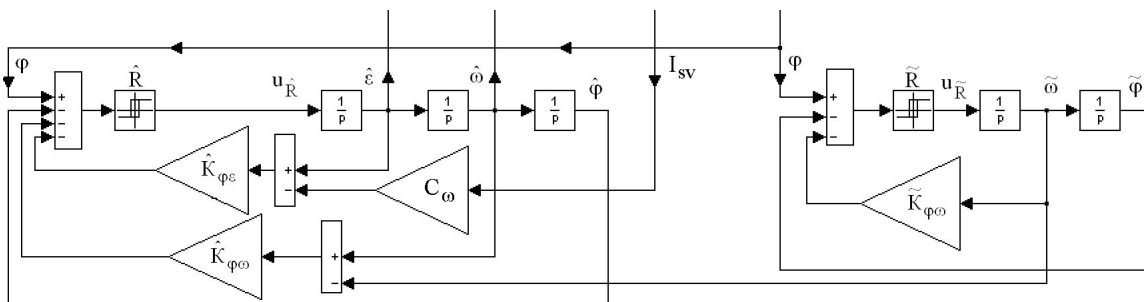 φ
R̂
u_R̂
ε̂
ω̂
I_sv
φ̂
φ
R̃
u_R̃
ω̃
φ̃
+
−
−
−
1/p
1/p
1/p
+
−
−
1/p
1/p
K̂_φε
+
−
C_ω
K̃_φω
K̂_φω
+
−